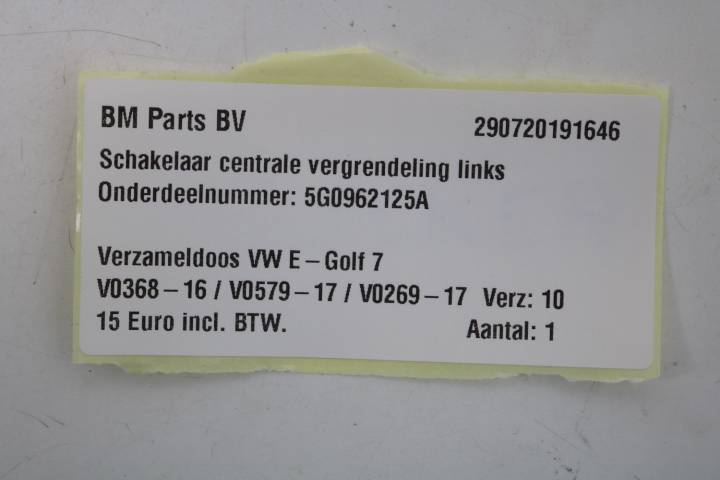 BM Parts BV 290720191646
Schakelaar centrale vergrendeling links
Onderdeelnummer: 5G0962125A
Verzameldoos VW E – Golf 7
V0368 – 16 / V0579 – 17 / V0269 – 17 Verz: 10
15 Euro incl. BTW. Aantal: 1